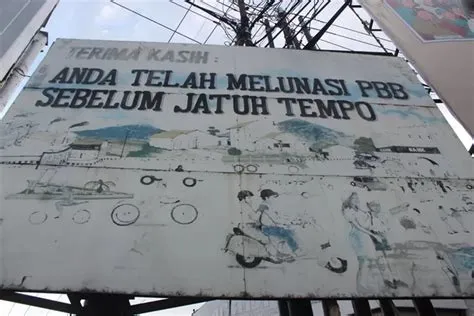 TERIMA KASIH :
ANDA TELAH MELUNASI PBB
SEBELUM JATUH TEMPO